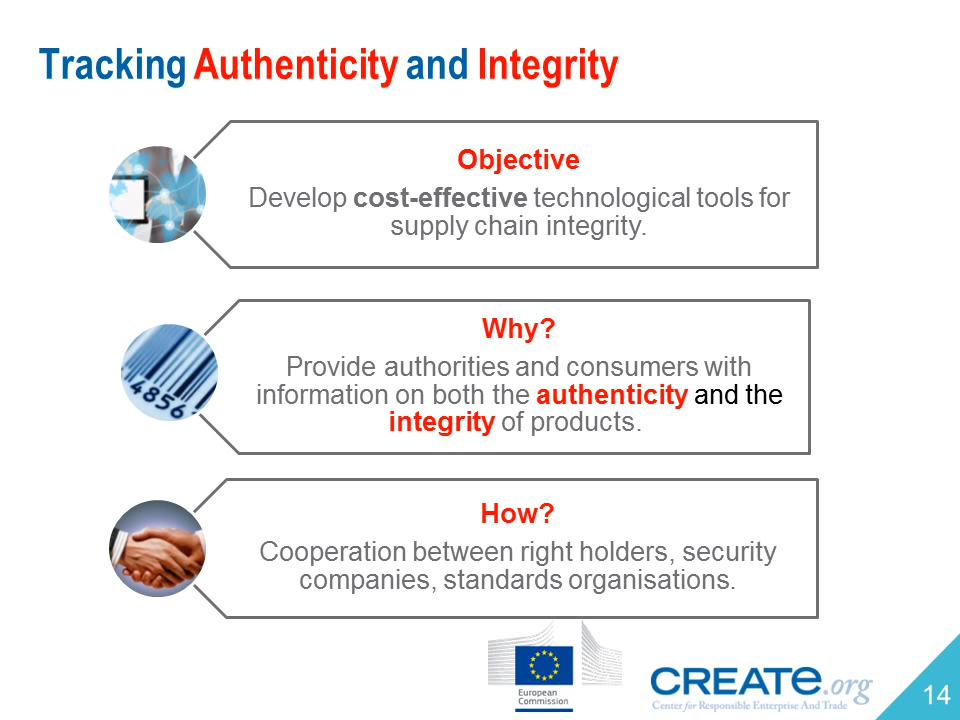 Tracking Authenticity and Integrity
Objective
Develop cost-effective technological tools for
supply chain integrity.
4856
Why?
Provide authorities and consumers with
information on both the authenticity and the
integrity of products.
How?
Cooperation between right holders, security
companies, standards organisations.
European
Commission
CREATe.org
Center for Responsible Enterprise And Trade
14